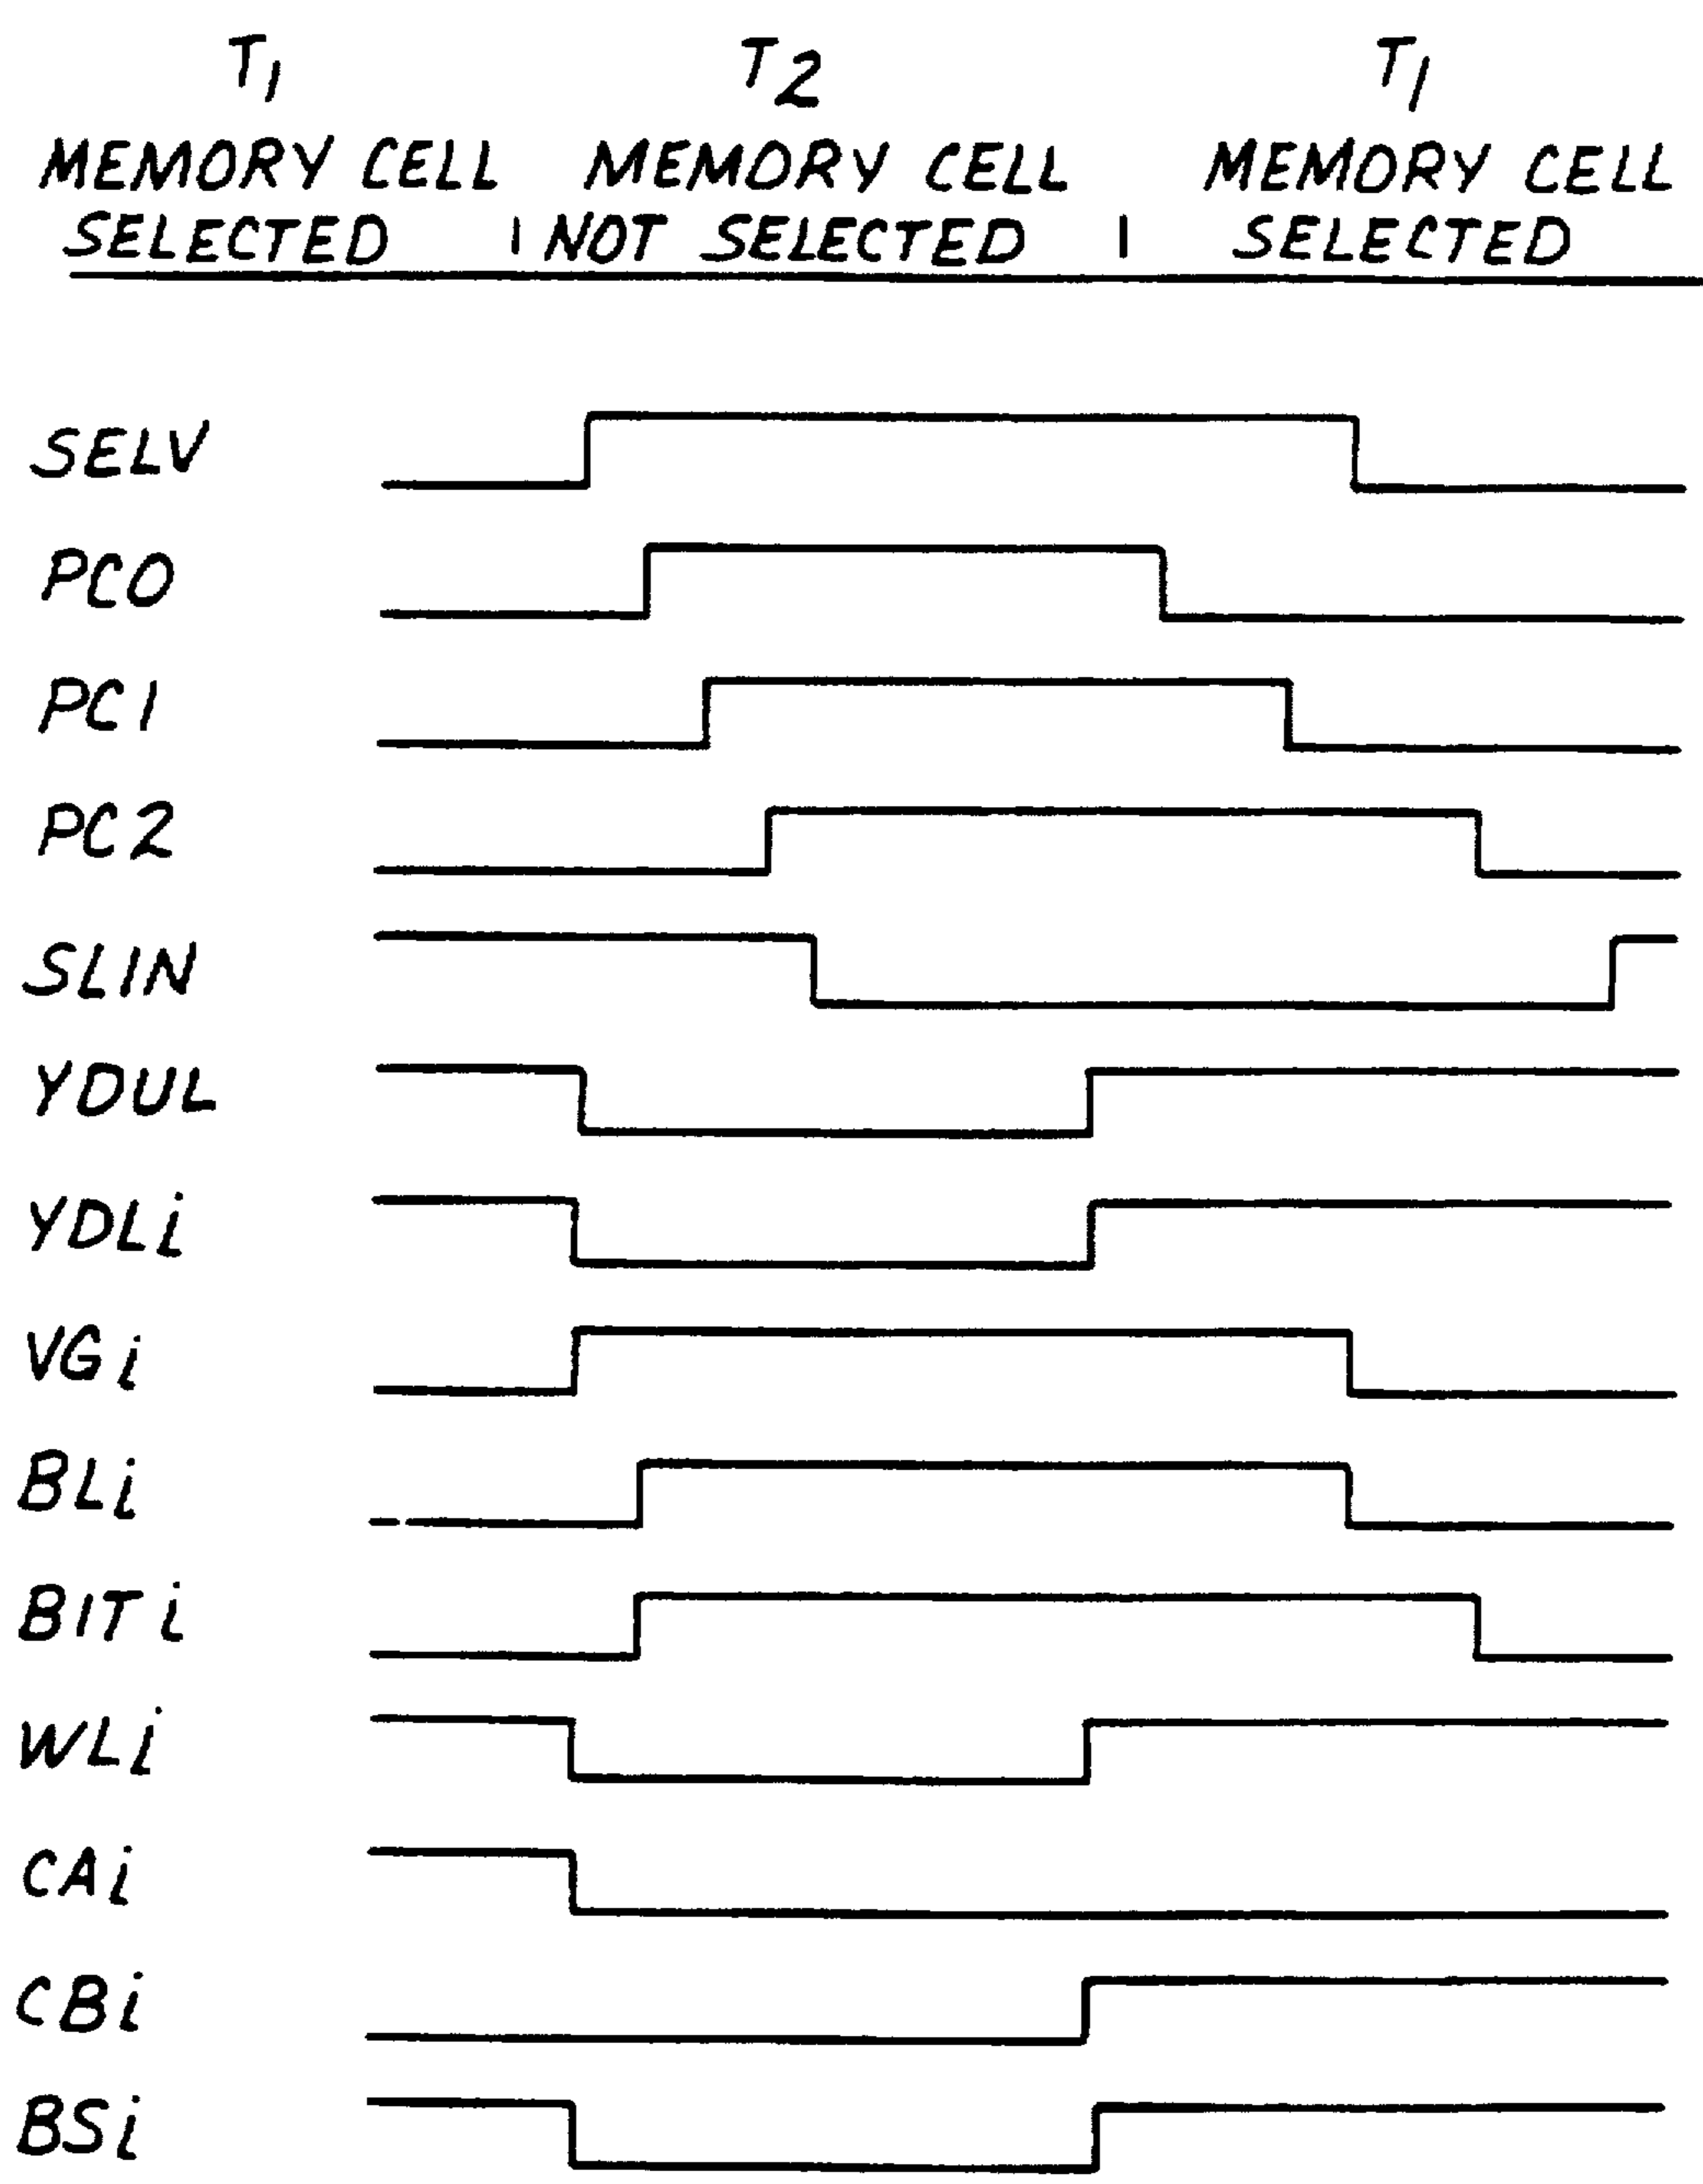 T1 T2 T1
MEMORY CELL MEMORY CELL MEMORY CELL
SELECTED | NOT SELECTED | SELECTED
SELV
PC0
PC1
PC2
SLIN
YDUL
YDLi
VGi
BLi
BITi
WLi
CAi
CBi
BSi